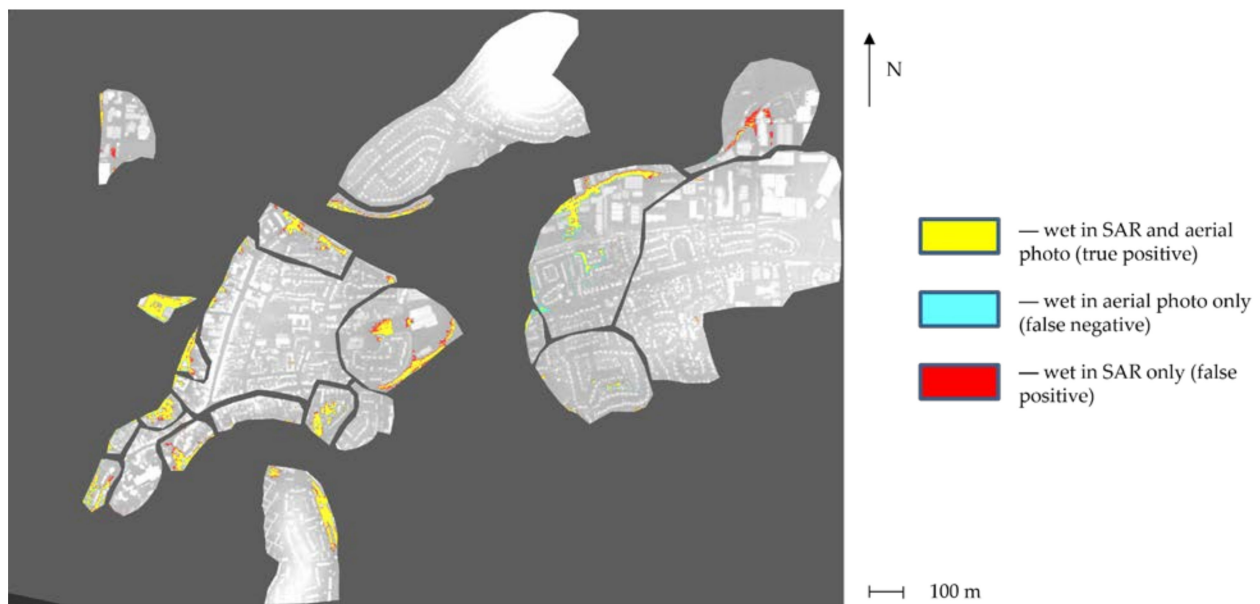 N
— wet in SAR and aerial
photo (true positive)
— wet in aerial photo only
(false negative)
— wet in SAR only (false
positive)
100 m